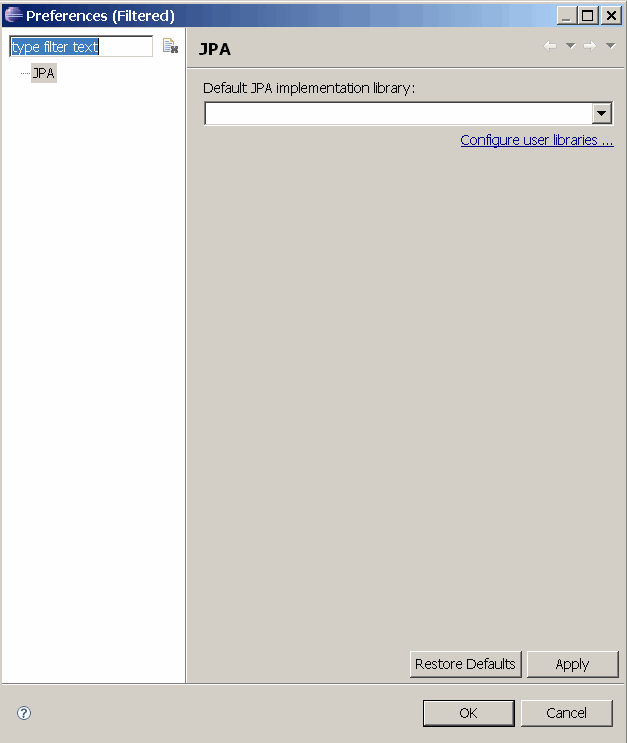 Preferences (Filtered)
type filter text
JPA
JPA
Default JPA implementation library:
Configure user libraries ...
Restore Defaults
Apply
OK
Cancel